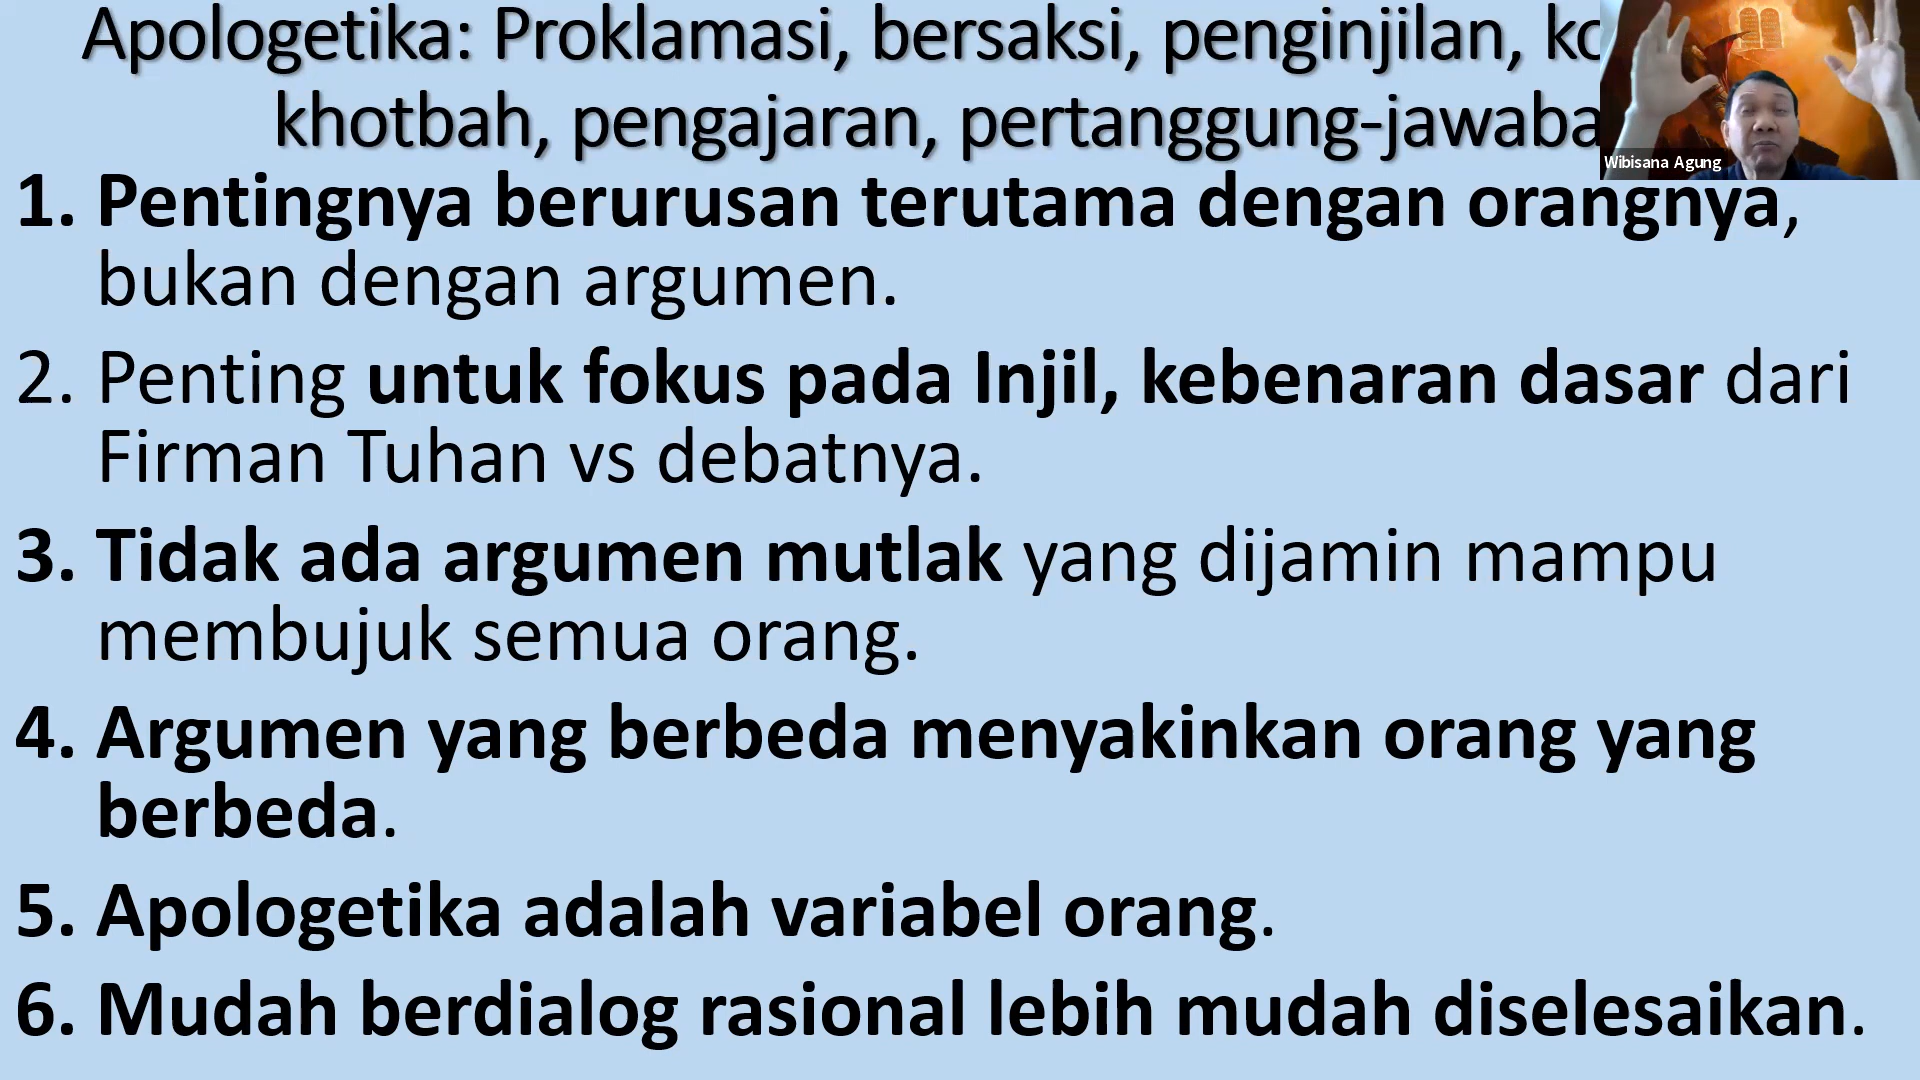 Apologetika: Proklamasi, bersaksi, penginjilan,
khotbah, pengajaran,
Wibisana Agung
1. Pentingnya berurusan terutama dengan orangnya,
bukan dengan argumen.
2. Penting untuk fokus pada Injil, kebenaran dasar dari
Firman Tuhan vs debatnya.
3. Tidak ada argumen mutlak yang dijamin mampu
membujuk semua orang.
4. Argumen yang berbeda menyakinkan orang yang
berbeda.
5. Apologetika adalah variabel orang.
6. Mudah berdialog rasional lebih mudah diselesaikan.